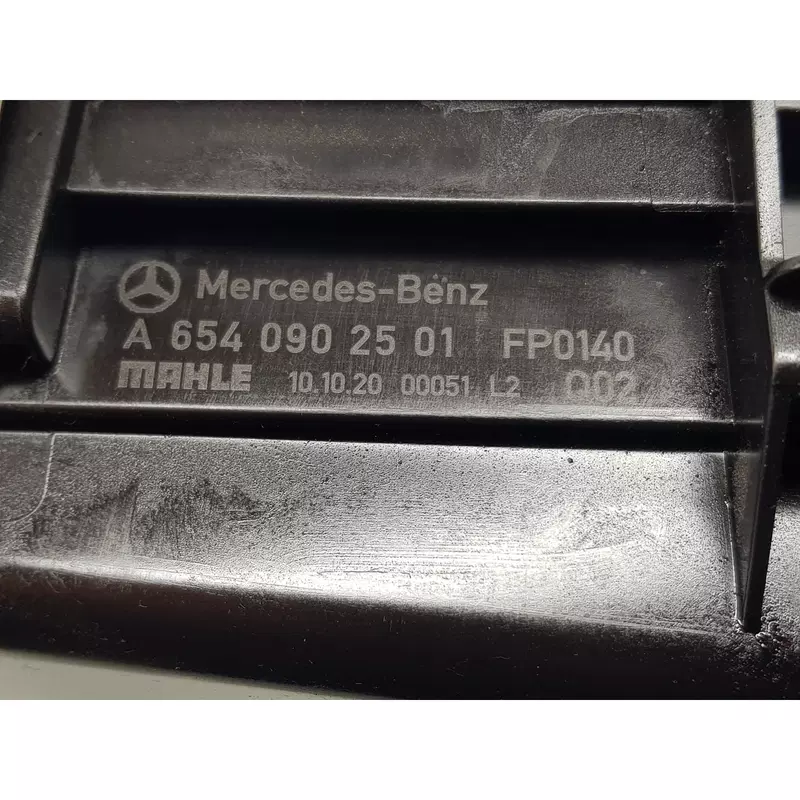 Mercedes-Benz
A 654 090 25 01 FP0140
MAHLE 10.10.20 00051 L2 Q02